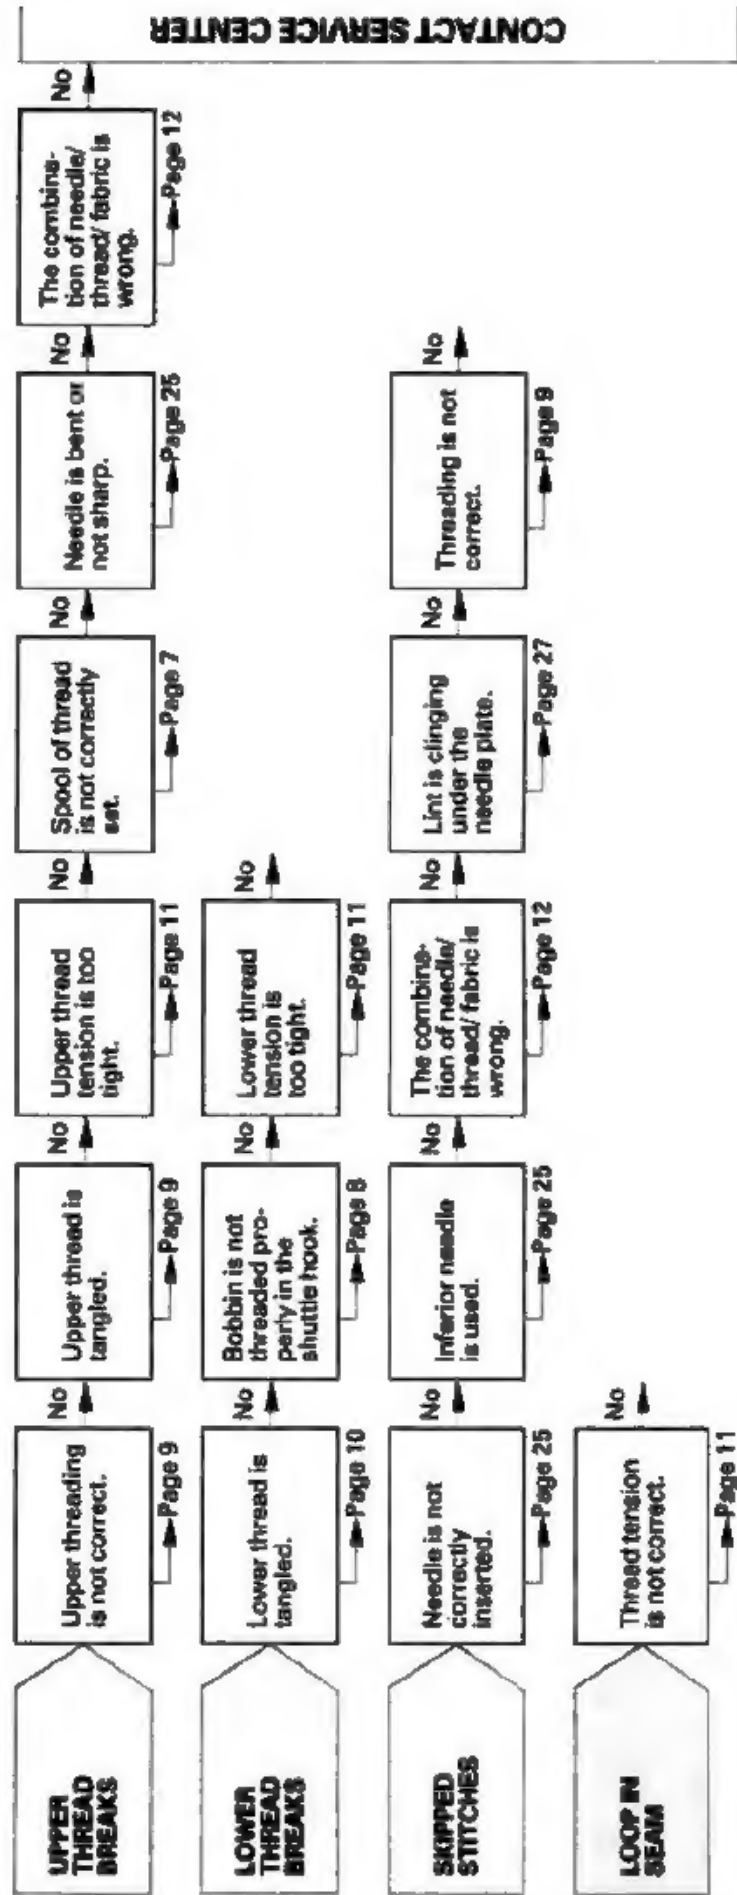 UPPER
THREAD
BREAKS
Upper threading
is not correct.
Page 9
No
Upper thread is
tangled.
Page 9
No
Upper thread
tension is too
tight.
Page 11
No
Spool of thread
is not correctly
set.
Page 7
No
Needle is bent or
not sharp.
Page 25
No
The combina-
tion of needle/
thread/ fabric is
wrong.
Page 12
No
LOWER
THREAD
BREAKS
Lower thread is
tangled.
Page 10
No
Bobbin is not
threaded pro-
perly in the
shuttle hook.
Page 8
No
Lower thread
tension is
too tight.
Page 11
No
SKIPPED
STITCHES
Needle is not
correctly
inserted.
Page 25
No
Inferior needle
is used.
Page 25
No
The combina-
tion of needle/
thread/ fabric is
wrong.
Page 12
No
Lint is clinging
under the
needle plate.
Page 27
No
Threading is not
correct.
Page 9
No
LOOP IN
SEAM
Thread tension
is not correct.
Page 11
No
CONTACT SERVICE CENTER